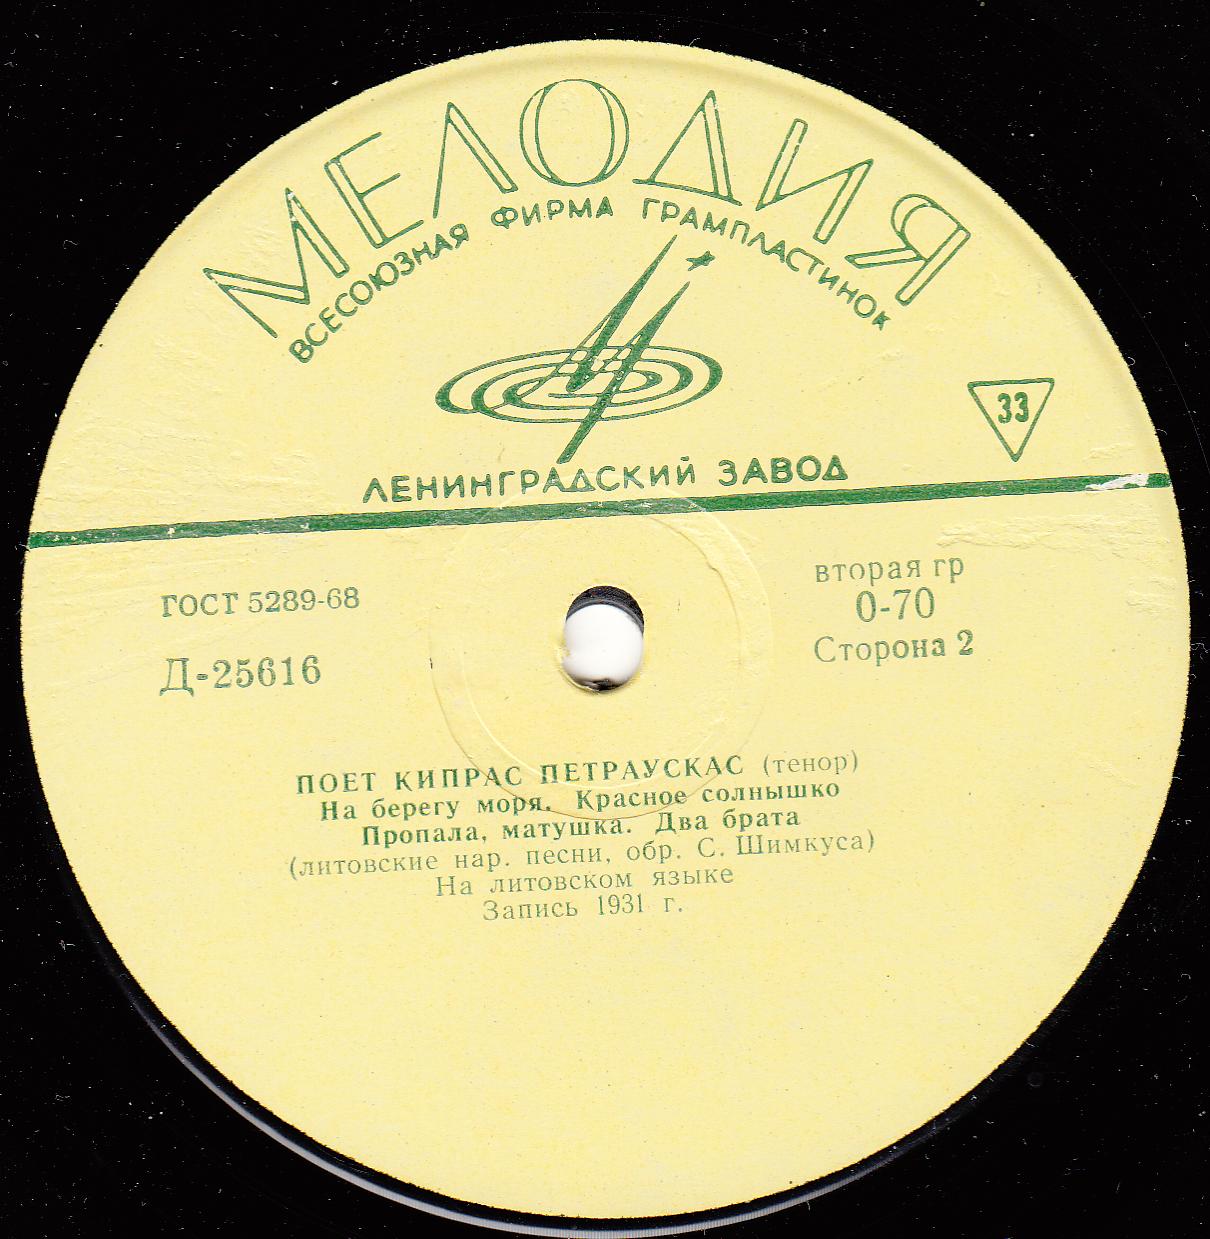 МЕЛОДИЯ
ВСЕСОЮЗНАЯ ФИРМА ГРАМПЛАСТИНОК
33
ЛЕНИНГРАДСКИЙ ЗАВОД
ГОСТ 5289-68
Д-25616
вторая гр
0-70
Сторона 2
ПОЕТ КИПРАС ПЕТРАУСКАС (тенор)
На берегу моря. Красное солнышко
Пропала, матушка. Два брата
(литовские нар. песни, обр. С. Шимкуса)
На литовском языке
Запись 1931 г.